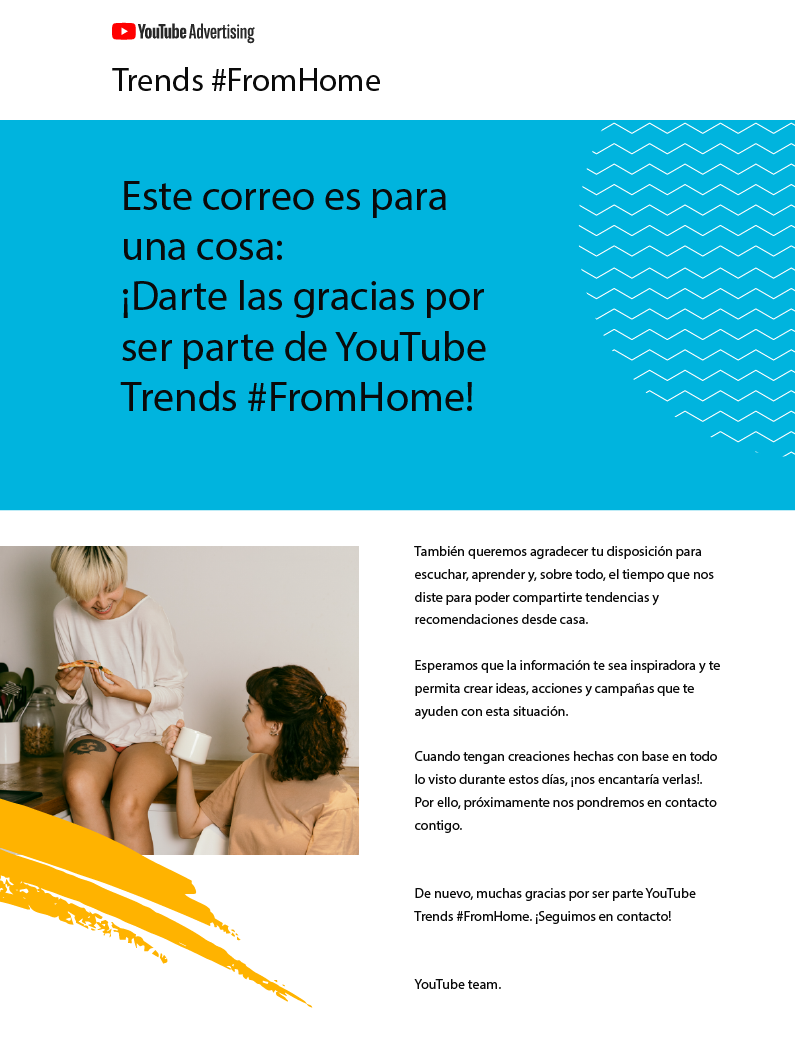 YouTube Advertising
Trends #FromHome
Este correo es para
una cosa:
¡Darte las gracias por
ser parte de YouTube
Trends #FromHome!
También queremos agradecer tu disposición para
escuchar, aprender y, sobre todo, el tiempo que nos
diste para poder compartirte tendencias y
recomendaciones desde casa.
Esperamos que la información te sea inspiradora y te
permita crear ideas, acciones y campañas que te
ayuden con esta situación.
Cuando tengan creaciones hechas con base en todo
lo visto durante estos días, ¡nos encantaría verlas!.
Por ello, próximamente nos pondremos en contacto
contigo.
De nuevo, muchas gracias por ser parte YouTube
Trends #FromHome. ¡Seguimos en contacto!
YouTube team.